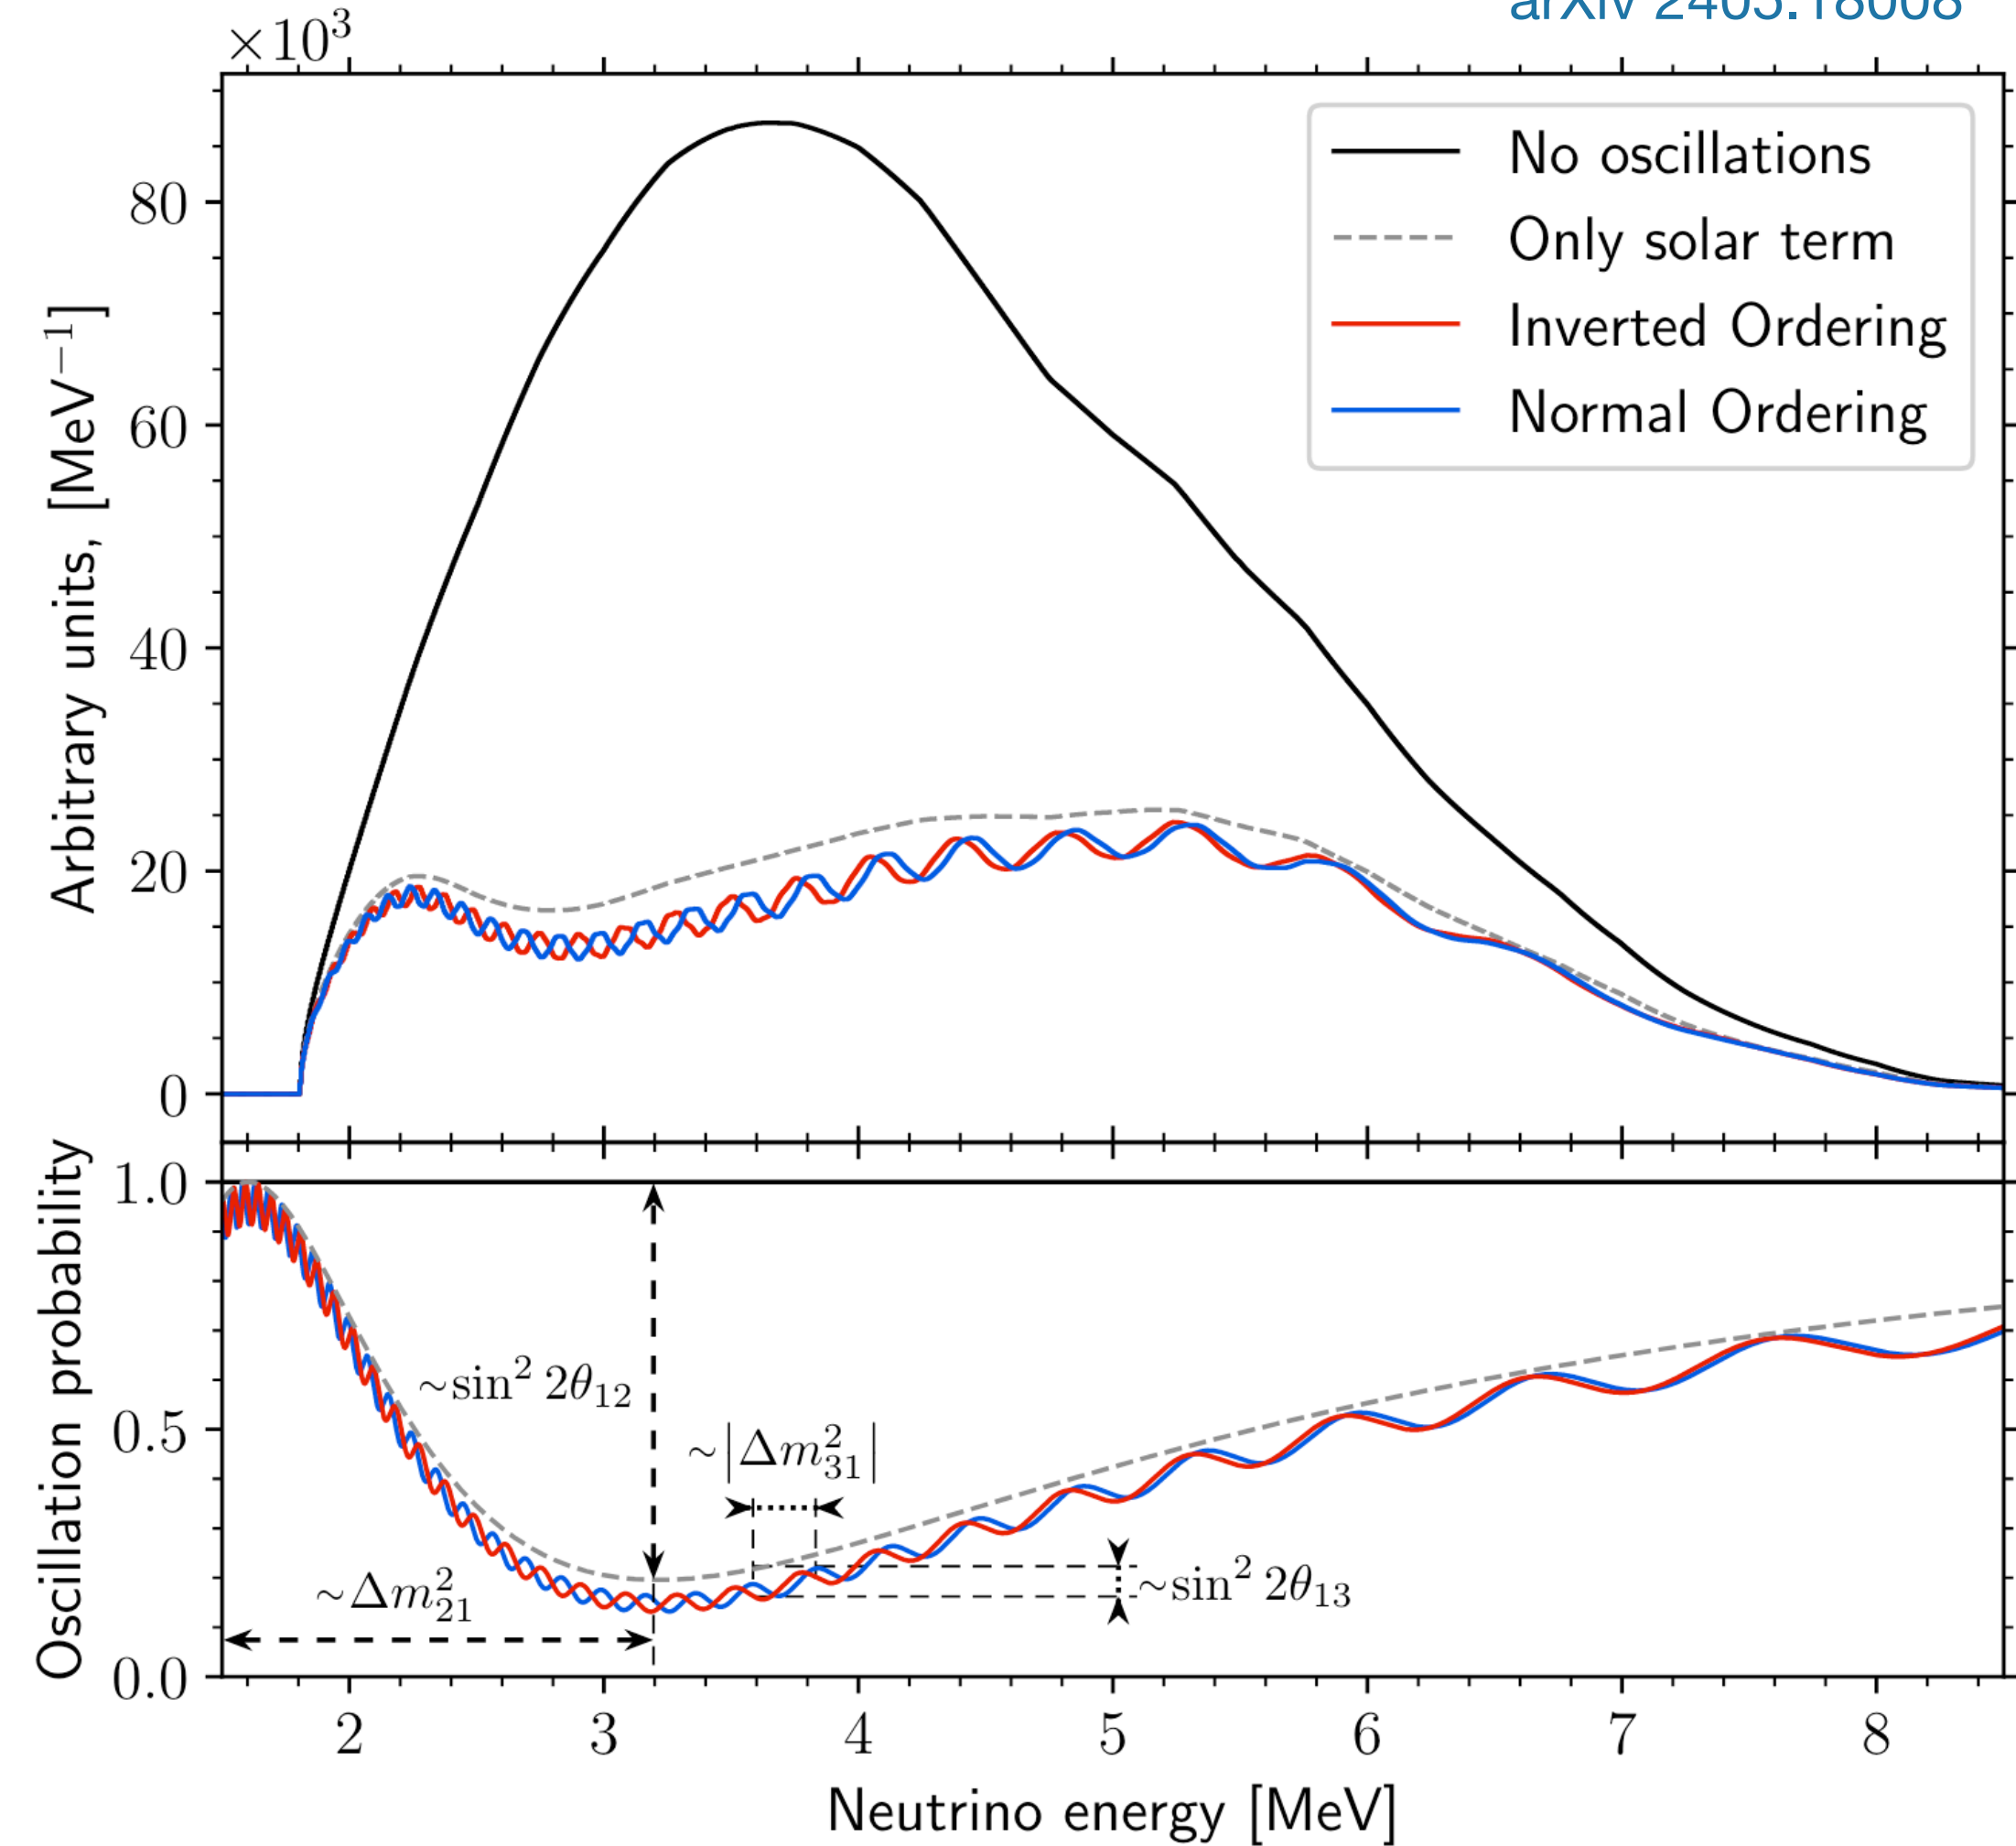 arXiv 2405.18008
×10³
No oscillations
Only solar term
Inverted Ordering
Normal Ordering
Arbitrary units, [MeV⁻¹]
80
60
40
20
0
Oscillation probability
1.0
0.5
0.0
~sin² 2θ₁₂
~|Δm²₃₁|
~Δm²₂₁
~sin² 2θ₁₃
2 3 4 5 6 7 8
Neutrino energy [MeV]